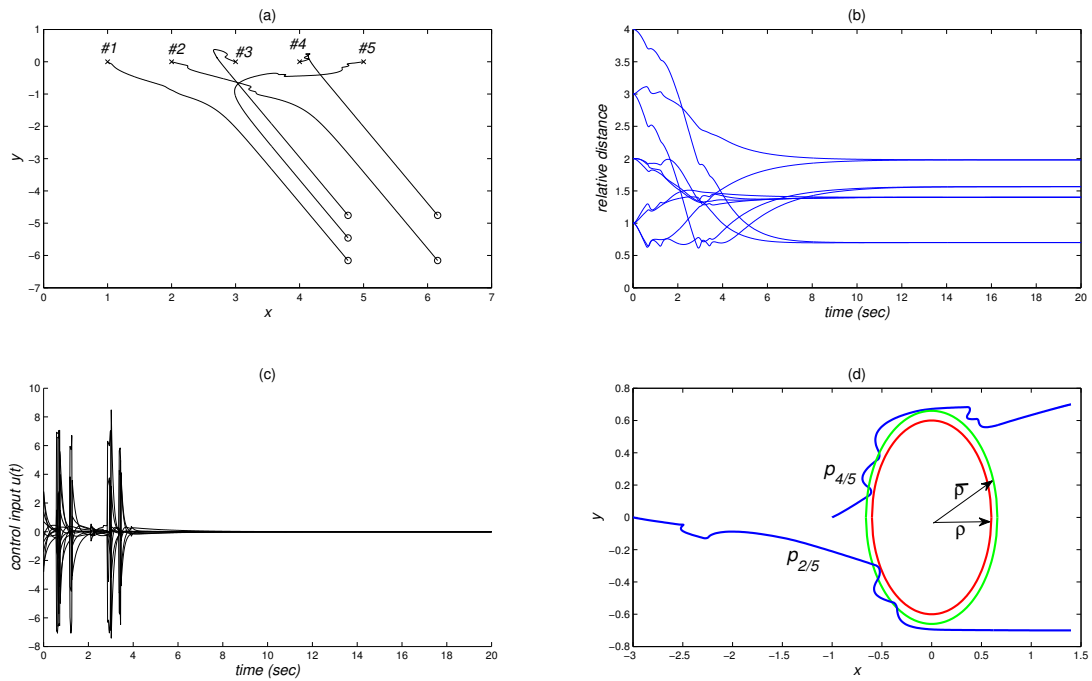 (a)
1
0
−1
−2
−3
−4
−5
−6
−7
y
#1 #2 #3 #4 #5
0 1 2 3 4 5 6 7
x
(b)
4
3.5
3
2.5
2
1.5
1
0.5
0
relative distance
0 2 4 6 8 10 12 14 16 18 20
time (sec)
(c)
10
8
6
4
2
0
−2
−4
−6
−8
control input u(t)
0 2 4 6 8 10 12 14 16 18 20
time (sec)
(d)
0.8
0.6
0.4
0.2
0
−0.2
−0.4
−0.6
−0.8
y
p4/5
p2/5
ρ̅
ρ
−3 −2.5 −2 −1.5 −1 −0.5 0 0.5 1 1.5
x